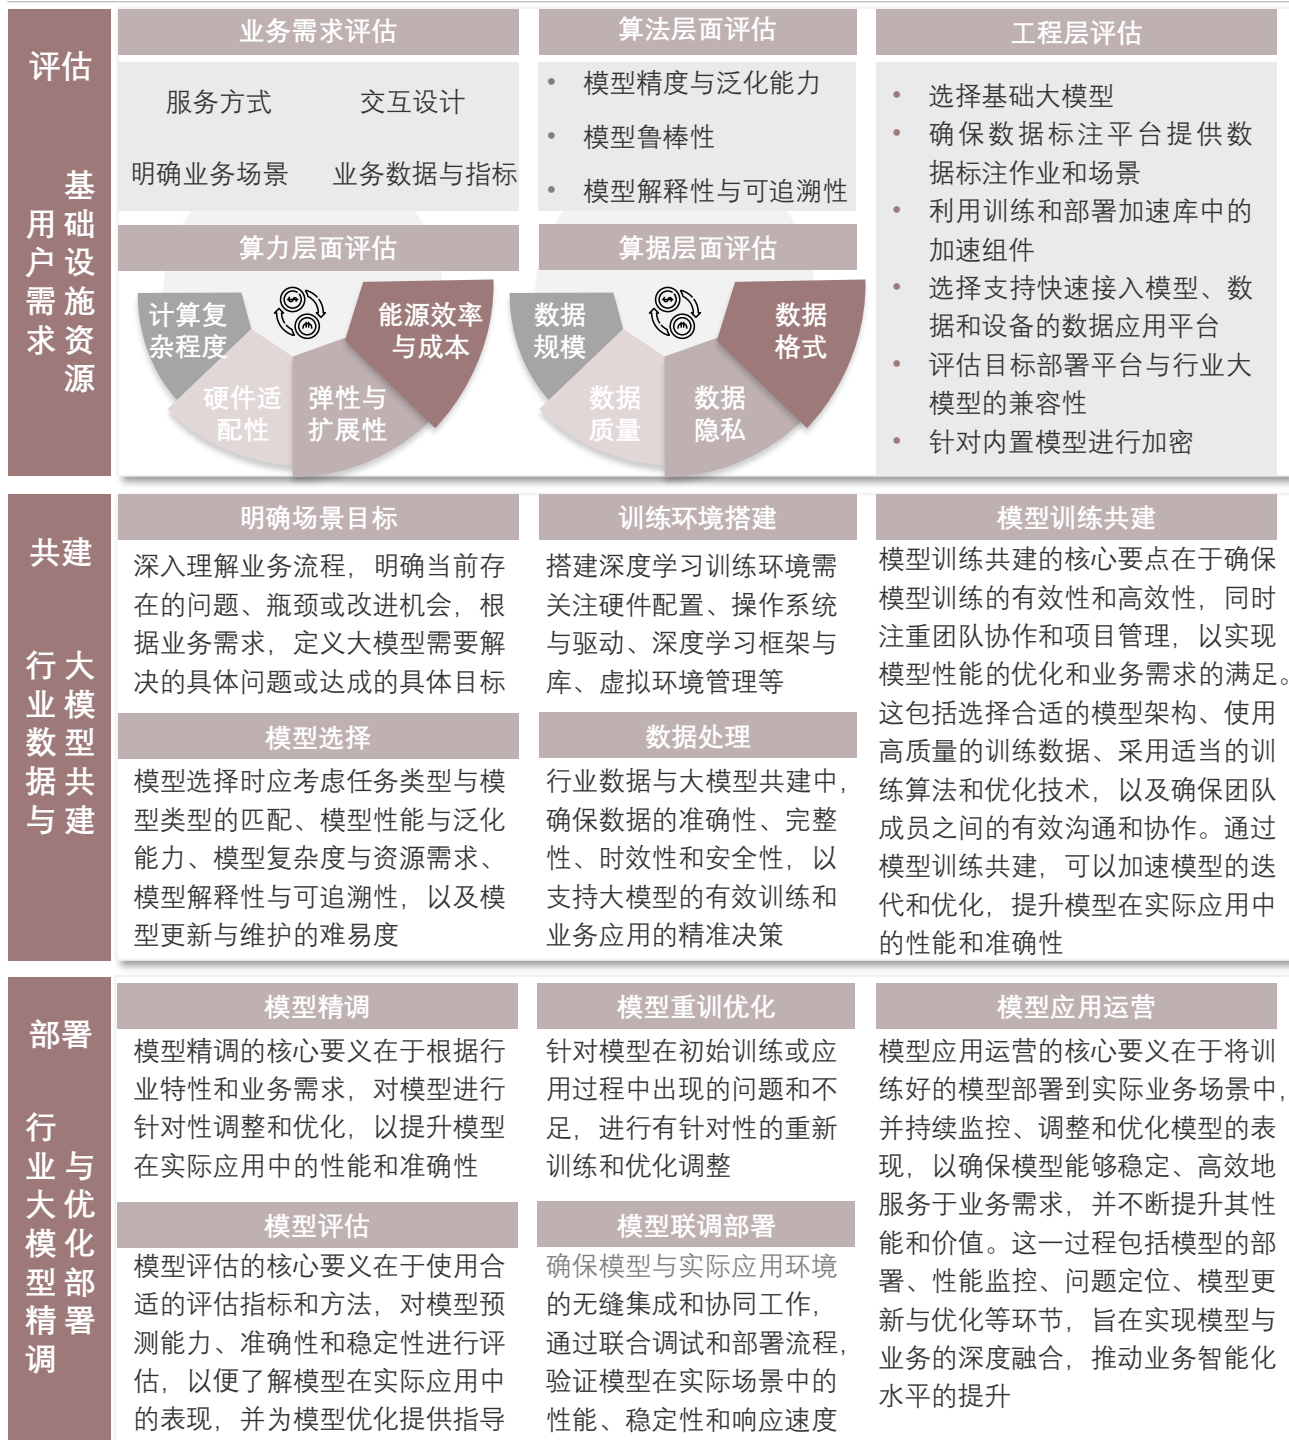 评估
用户需求
基础设施资源
业务需求评估
服务方式 交互设计
明确业务场景 业务数据与指标
算法层面评估
• 模型精度与泛化能力
• 模型鲁棒性
• 模型解释性与可追溯性
工程层评估
• 选择基础大模型
• 确保数据标注平台提供数
据标注作业和场景
• 利用训练和部署加速库中的
加速组件
• 选择支持快速接入模型、数
据和设备的数据应用平台
• 评估目标部署平台与行业大
模型的兼容性
• 针对内置模型进行加密
算力层面评估
计算复
杂程度
硬件适
配性
弹性与
扩展性
能源效率
与成本
算据层面评估
数据
规模
数据
质量
数据
隐私
数据
格式
共建
行业数据与
大模型共建
明确场景目标
深入理解业务流程，明确当前存
在的问题、瓶颈或改进机会，根
据业务需求，定义大模型需要解
决的具体问题或达成的具体目标
训练环境搭建
搭建深度学习训练环境需
关注硬件配置、操作系统
与驱动、深度学习框架与
库、虚拟环境管理等
模型训练共建
模型训练共建的核心要点在于确保
模型训练的有效性和高效性，同时
注重团队协作和项目管理，以实现
模型性能的优化和业务需求的满足。
这包括选择合适的模型架构、使用
高质量的训练数据、采用适当的训
练算法和优化技术，以及确保团队
成员之间的有效沟通和协作。通过
模型训练共建，可以加速模型的迭
代和优化，提升模型在实际应用中
的性能和准确性
模型选择
模型选择时应考虑任务类型与模
型类型的匹配、模型性能与泛化
能力、模型复杂度与资源需求、
模型解释性与可追溯性，以及模
型更新与维护的难易度
数据处理
行业数据与大模型共建中，
确保数据的准确性、完整
性、时效性和安全性，以
支持大模型的有效训练和
业务应用的精准决策
部署
行业大模型精调
与优化部署
模型精调
模型精调的核心要义在于根据行
业特性和业务需求，对模型进行
针对性调整和优化，以提升模型
在实际应用中的性能和准确性
模型重训优化
针对模型在初始训练或应
用过程中出现的问题和不
足，进行有针对性的重新
训练和优化调整
模型应用运营
模型应用运营的核心要义在于将训
练好的模型部署到实际业务场景中，
并持续监控、调整和优化模型的表
现，以确保模型能够稳定、高效地
服务于业务需求，并不断提升其性
能和价值。这一过程包括模型的部
署、性能监控、问题定位、模型更
新与优化等环节，旨在实现模型与
业务的深度融合，推动业务智能化
水平的提升
模型评估
模型评估的核心要义在于使用合
适的评估指标和方法，对模型预
测能力、准确性和稳定性进行评
估，以便了解模型在实际应用中
的表现，并为模型优化提供指导
模型联调部署
确保模型与实际应用环境
的无缝集成和协同工作，
通过联合调试和部署流程，
验证模型在实际场景中的
性能、稳定性和响应速度